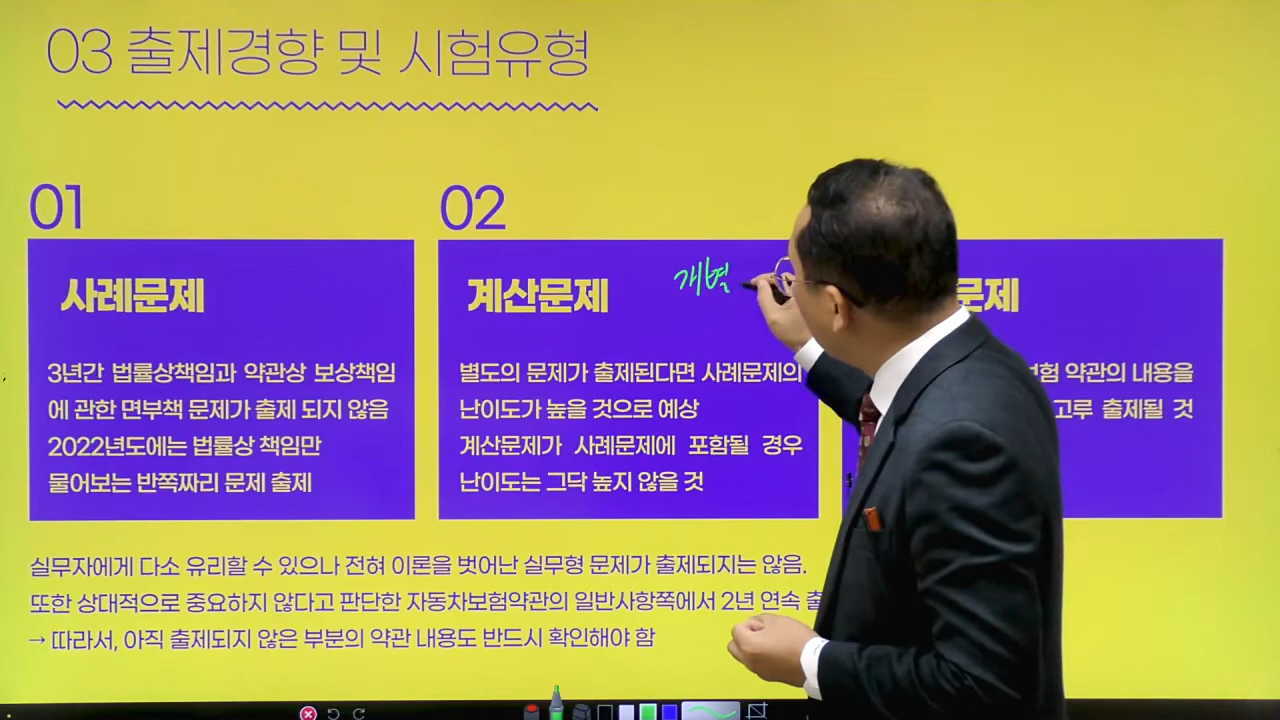 03 출제경향 및 시험유형
01
사례문제
3년간 법률상책임과 약관상 보상책임
에 관한 면부책 문제가 출제 되지 않음
2022년도에는 법률상 책임만
물어보는 반쪽짜리 문제 출제
02
계산문제
개별
별도의 문제가 출제된다면 사례문제의
난이도가 높을 것으로 예상
계산문제가 사례문제에 포함될 경우
난이도는 그닥 높지 않을 것
문제
험 약관의 내용을
고루 출제될 것
실무자에게 다소 유리할 수 있으나 전혀 이론을 벗어난 실무형 문제가 출제되지는 않음.
또한 상대적으로 중요하지 않다고 판단한 자동차보험약관의 일반사항쪽에서 2년 연속
→ 따라서, 아직 출제되지 않은 부분의 약관 내용도 반드시 확인해야 함